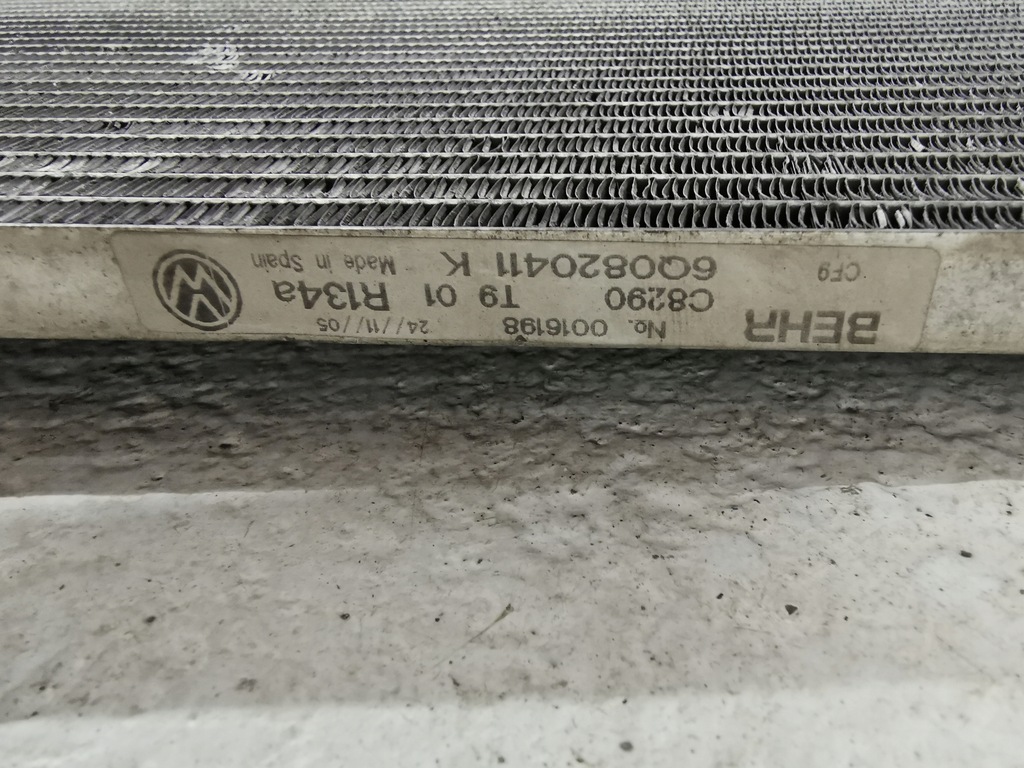 BEHR No. 0016198 24//11//05
C8290 T9 01 R134a
CF9 6Q0820411 K Made in Spain